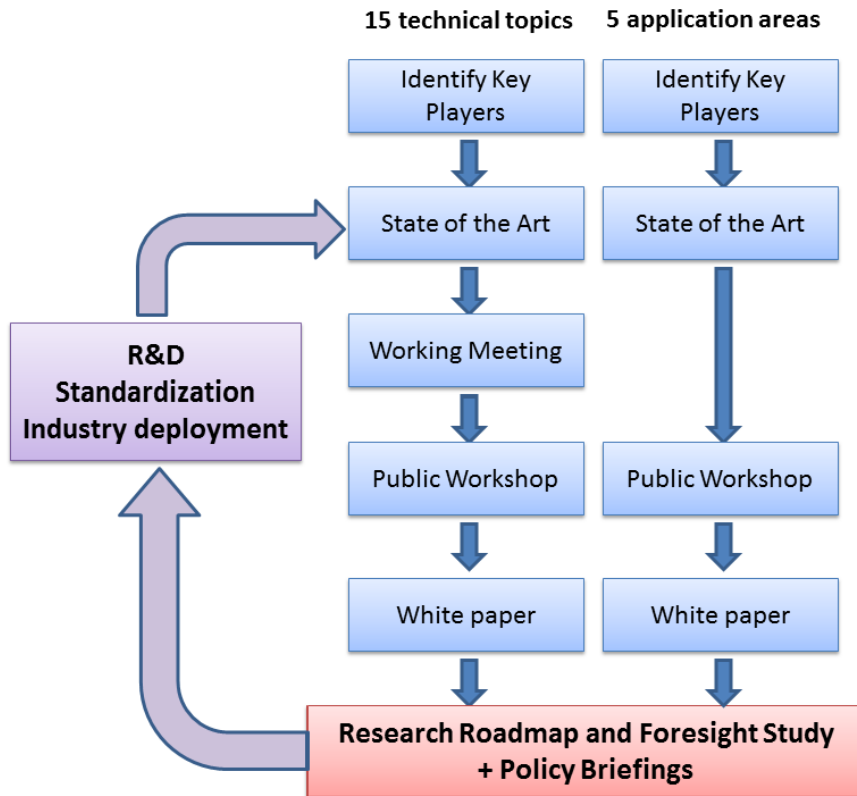 15 technical topics
5 application areas
Identify Key
Players
Identify Key
Players
State of the Art
State of the Art
Working Meeting
R&D
Standardization
Industry deployment
Public Workshop
Public Workshop
White paper
White paper
Research Roadmap and Foresight Study
+ Policy Briefings